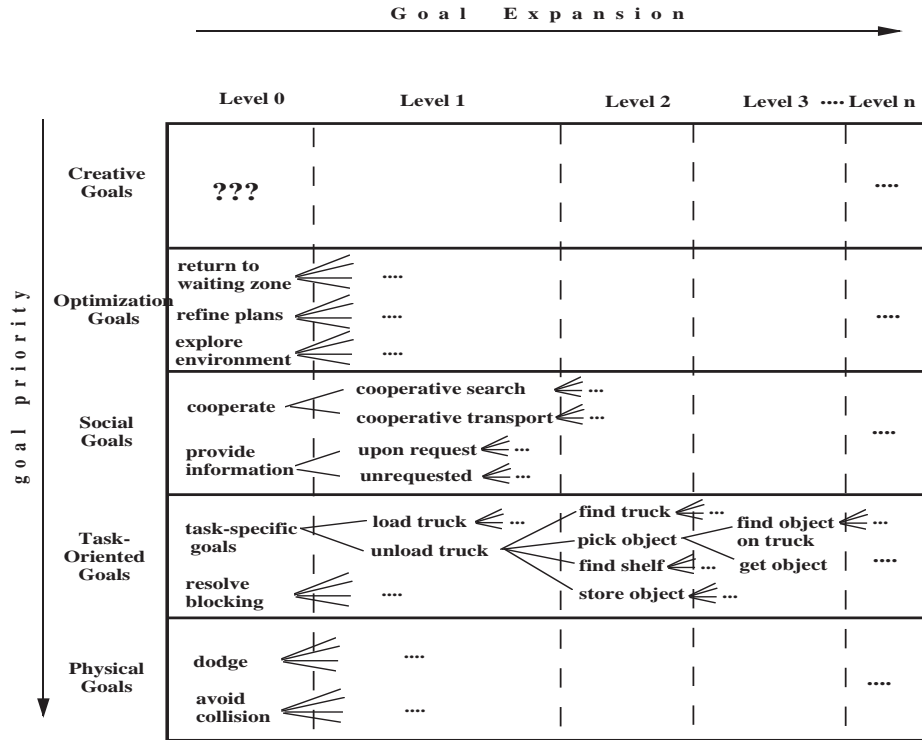 Goal Expansion
Level 0 Level 1 Level 2 Level 3 .... Level n
goal priority
Creative
Goals
???
....
Optimization
Goals
return to
waiting zone
....
refine plans
....
explore
environment
....
....
Social
Goals
cooperate
cooperative search
...
cooperative transport
...
provide
information
upon request
...
unrequested
...
....
Task-
Oriented
Goals
task-specific
goals
load truck
...
unload truck
find truck
...
pick object
find object
on truck
...
get object
find shelf
...
store object
...
resolve
blocking
....
....
Physical
Goals
dodge
....
avoid
collision
....
....